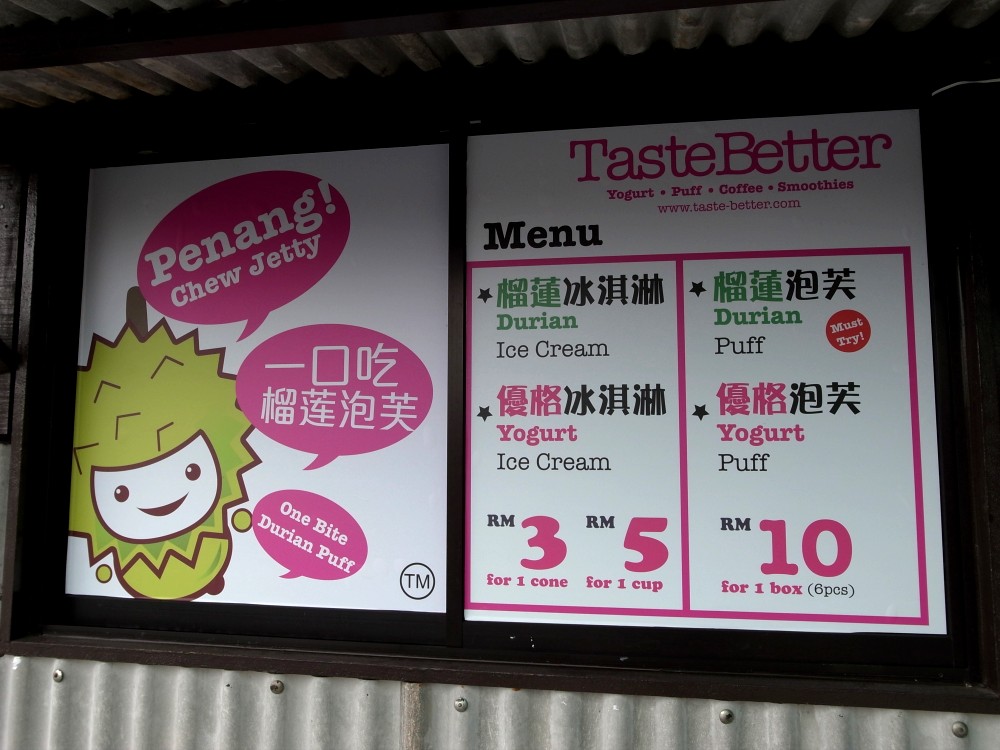 Penang!
Chew Jetty
一口吃
榴莲泡芙
One Bite
Durian Puff
TM
TasteBetter
Yogurt • Puff • Coffee • Smoothies
www.taste-better.com
Menu
★榴蓮冰淇淋
Durian
Ice Cream
★優格冰淇淋
Yogurt
Ice Cream
RM 3 RM 5
for 1 cone for 1 cup
★榴蓮泡芙
Durian
Puff
Must
Try!
★優格泡芙
Yogurt
Puff
RM 10
for 1 box (6pcs)